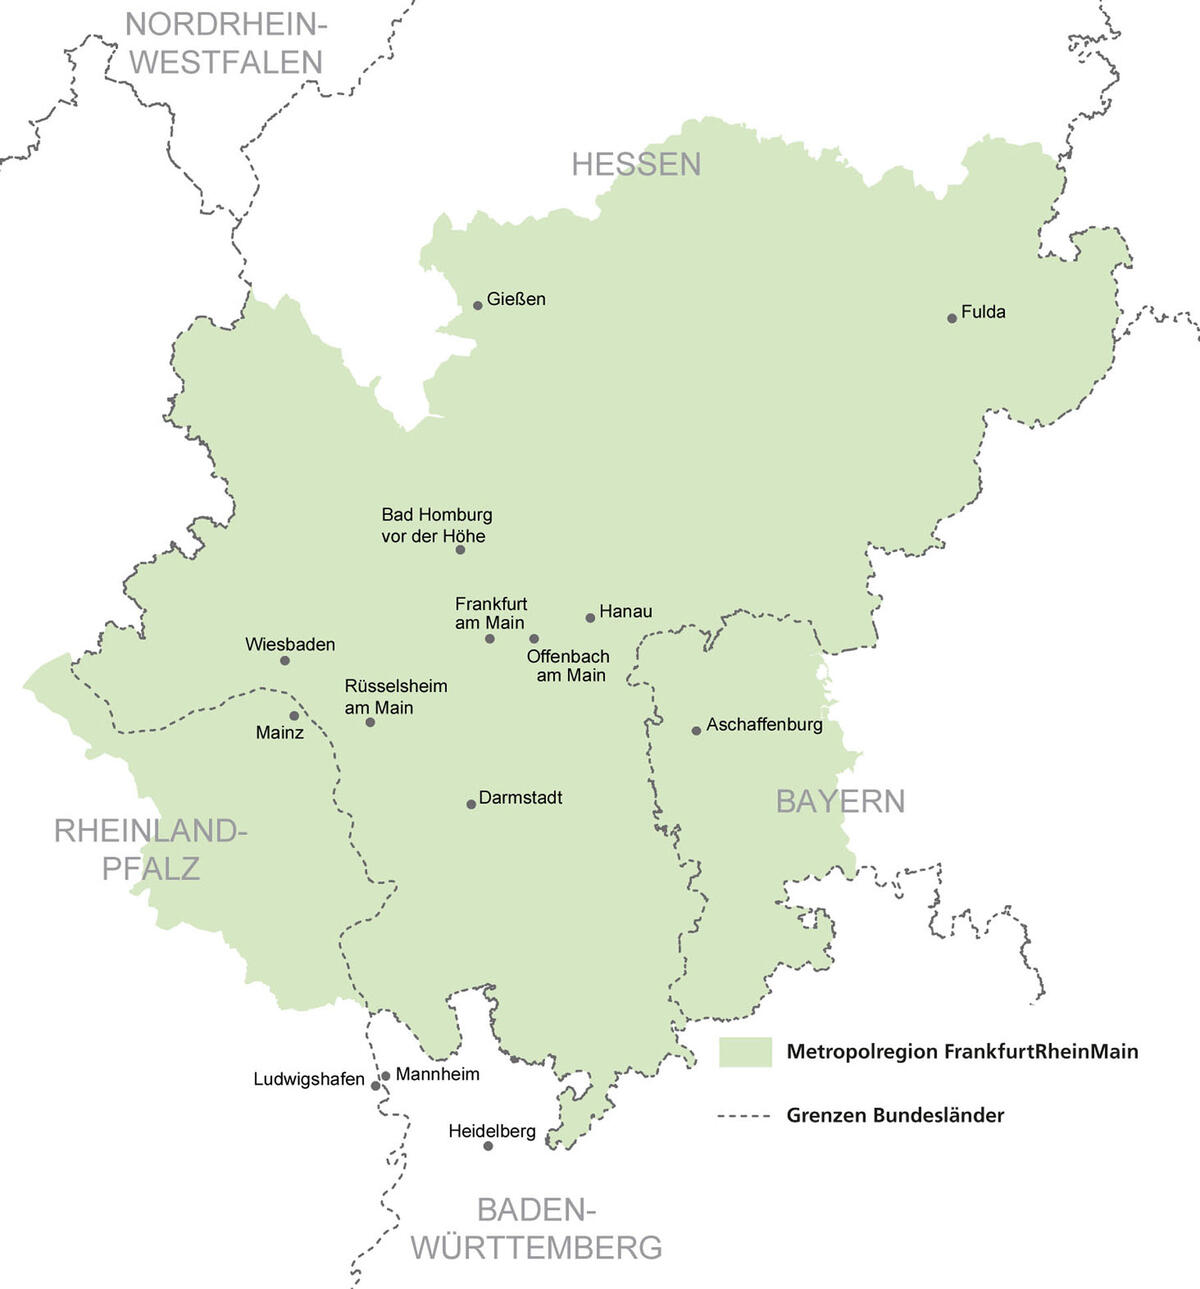 NORDRHEIN-
WESTFALEN
HESSEN
Gießen
Fulda
Bad Homburg
vor der Höhe
Frankfurt
am Main
Hanau
Offenbach
am Main
Wiesbaden
Rüsselsheim
am Main
Mainz
Aschaffenburg
Darmstadt
BAYERN
RHEINLAND-
PFALZ
Metropolregion FrankfurtRheinMain
Ludwigshafen
Mannheim
Grenzen Bundesländer
Heidelberg
BADEN-
WÜRTTEMBERG